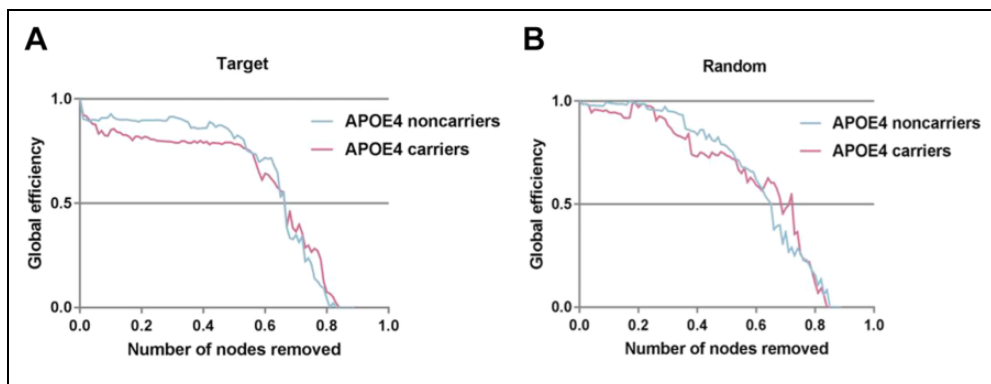 A
Target
1.0
0.5
0.0
Global efficiency
APOE4 noncarriers
APOE4 carriers
0.0 0.2 0.4 0.6 0.8 1.0
Number of nodes removed
B
Random
1.0
0.5
0.0
Global efficiency
APOE4 noncarriers
APOE4 carriers
0.0 0.2 0.4 0.6 0.8 1.0
Number of nodes removed